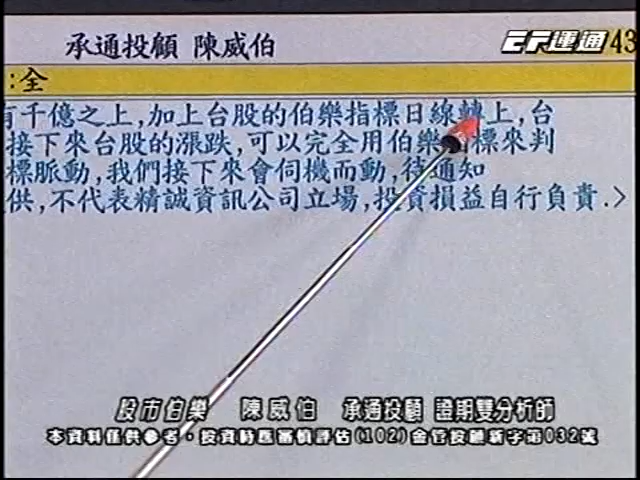 承通投顧 陳威伯
EF運通 43
:全
有千億之上,加上台股的伯樂指標日線轉上,台
接下來台股的漲跌,可以完全用伯樂指標來判
標脈動,我們接下來會伺機而動,待通知
供,不代表精誠資訊公司立場,投資損益自行負責.>
股市伯樂 陳威伯 承通投顧 證期雙分析師
本資料僅供參考,投資時應審慎評估(102)金管投顧新字第032號